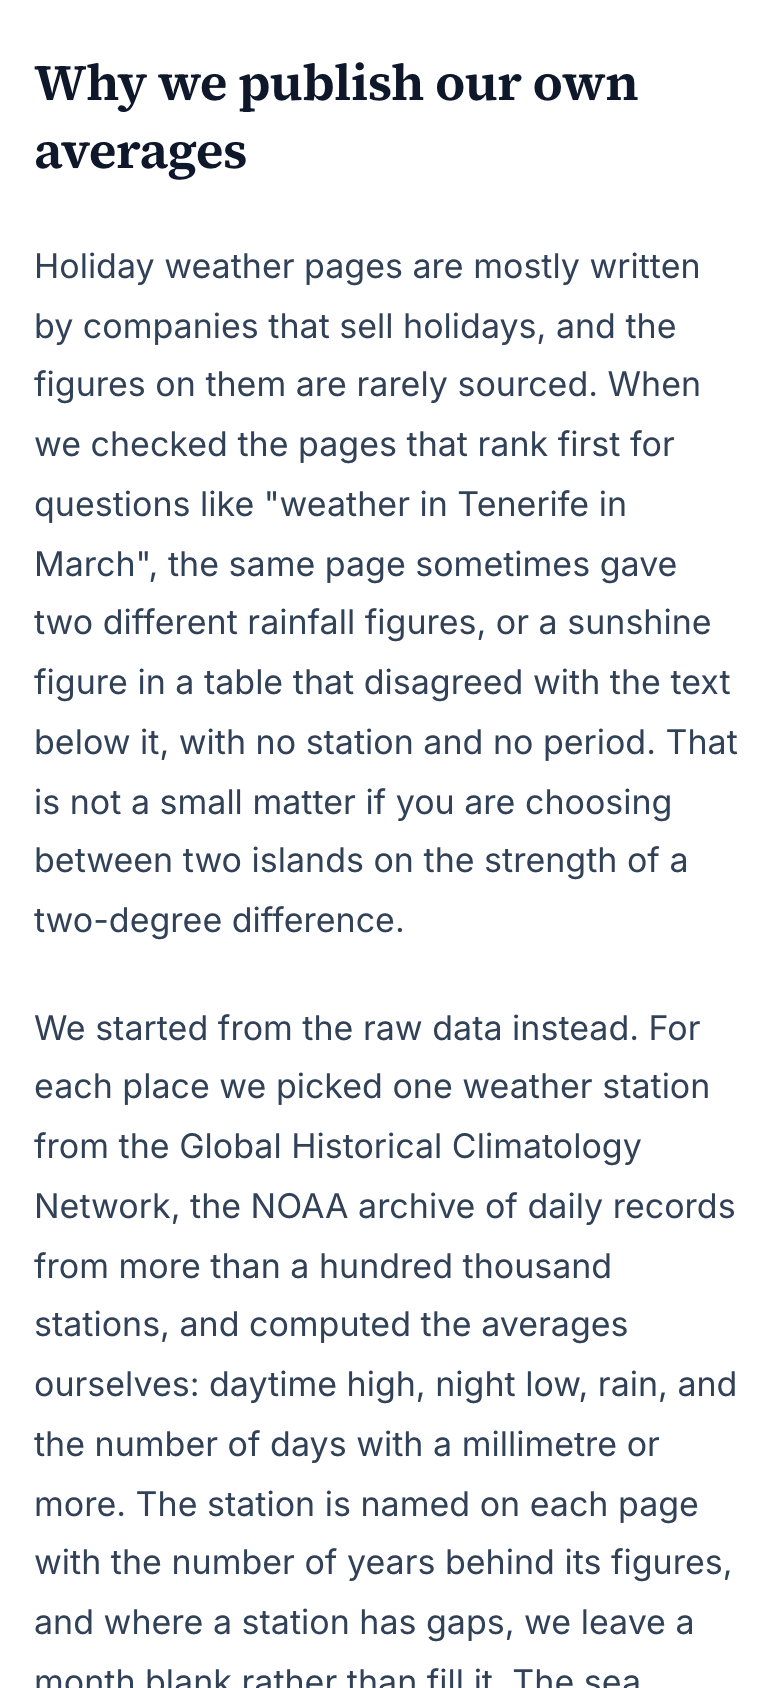 Why we publish our own
averages
Holiday weather pages are mostly written
by companies that sell holidays, and the
figures on them are rarely sourced. When
we checked the pages that rank first for
questions like "weather in Tenerife in
March", the same page sometimes gave
two different rainfall figures, or a sunshine
figure in a table that disagreed with the text
below it, with no station and no period. That
is not a small matter if you are choosing
between two islands on the strength of a
two-degree difference.
We started from the raw data instead. For
each place we picked one weather station
from the Global Historical Climatology
Network, the NOAA archive of daily records
from more than a hundred thousand
stations, and computed the averages
ourselves: daytime high, night low, rain, and
the number of days with a millimetre or
more. The station is named on each page
with the number of years behind its figures,
and where a station has gaps, we leave a
month blank rather than fill it. The sea